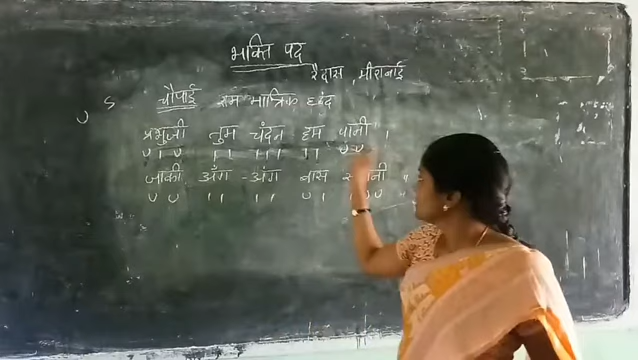 भक्ति पद
रैदास, मीराबाई
चौपाई सम मात्रिक छंद
U S
प्रभुजी तुम चंदन हम पानी ।
U I U I I I I I I I U U
जाकी अंग अंग बास समानी ॥
U U I I I I U I U U